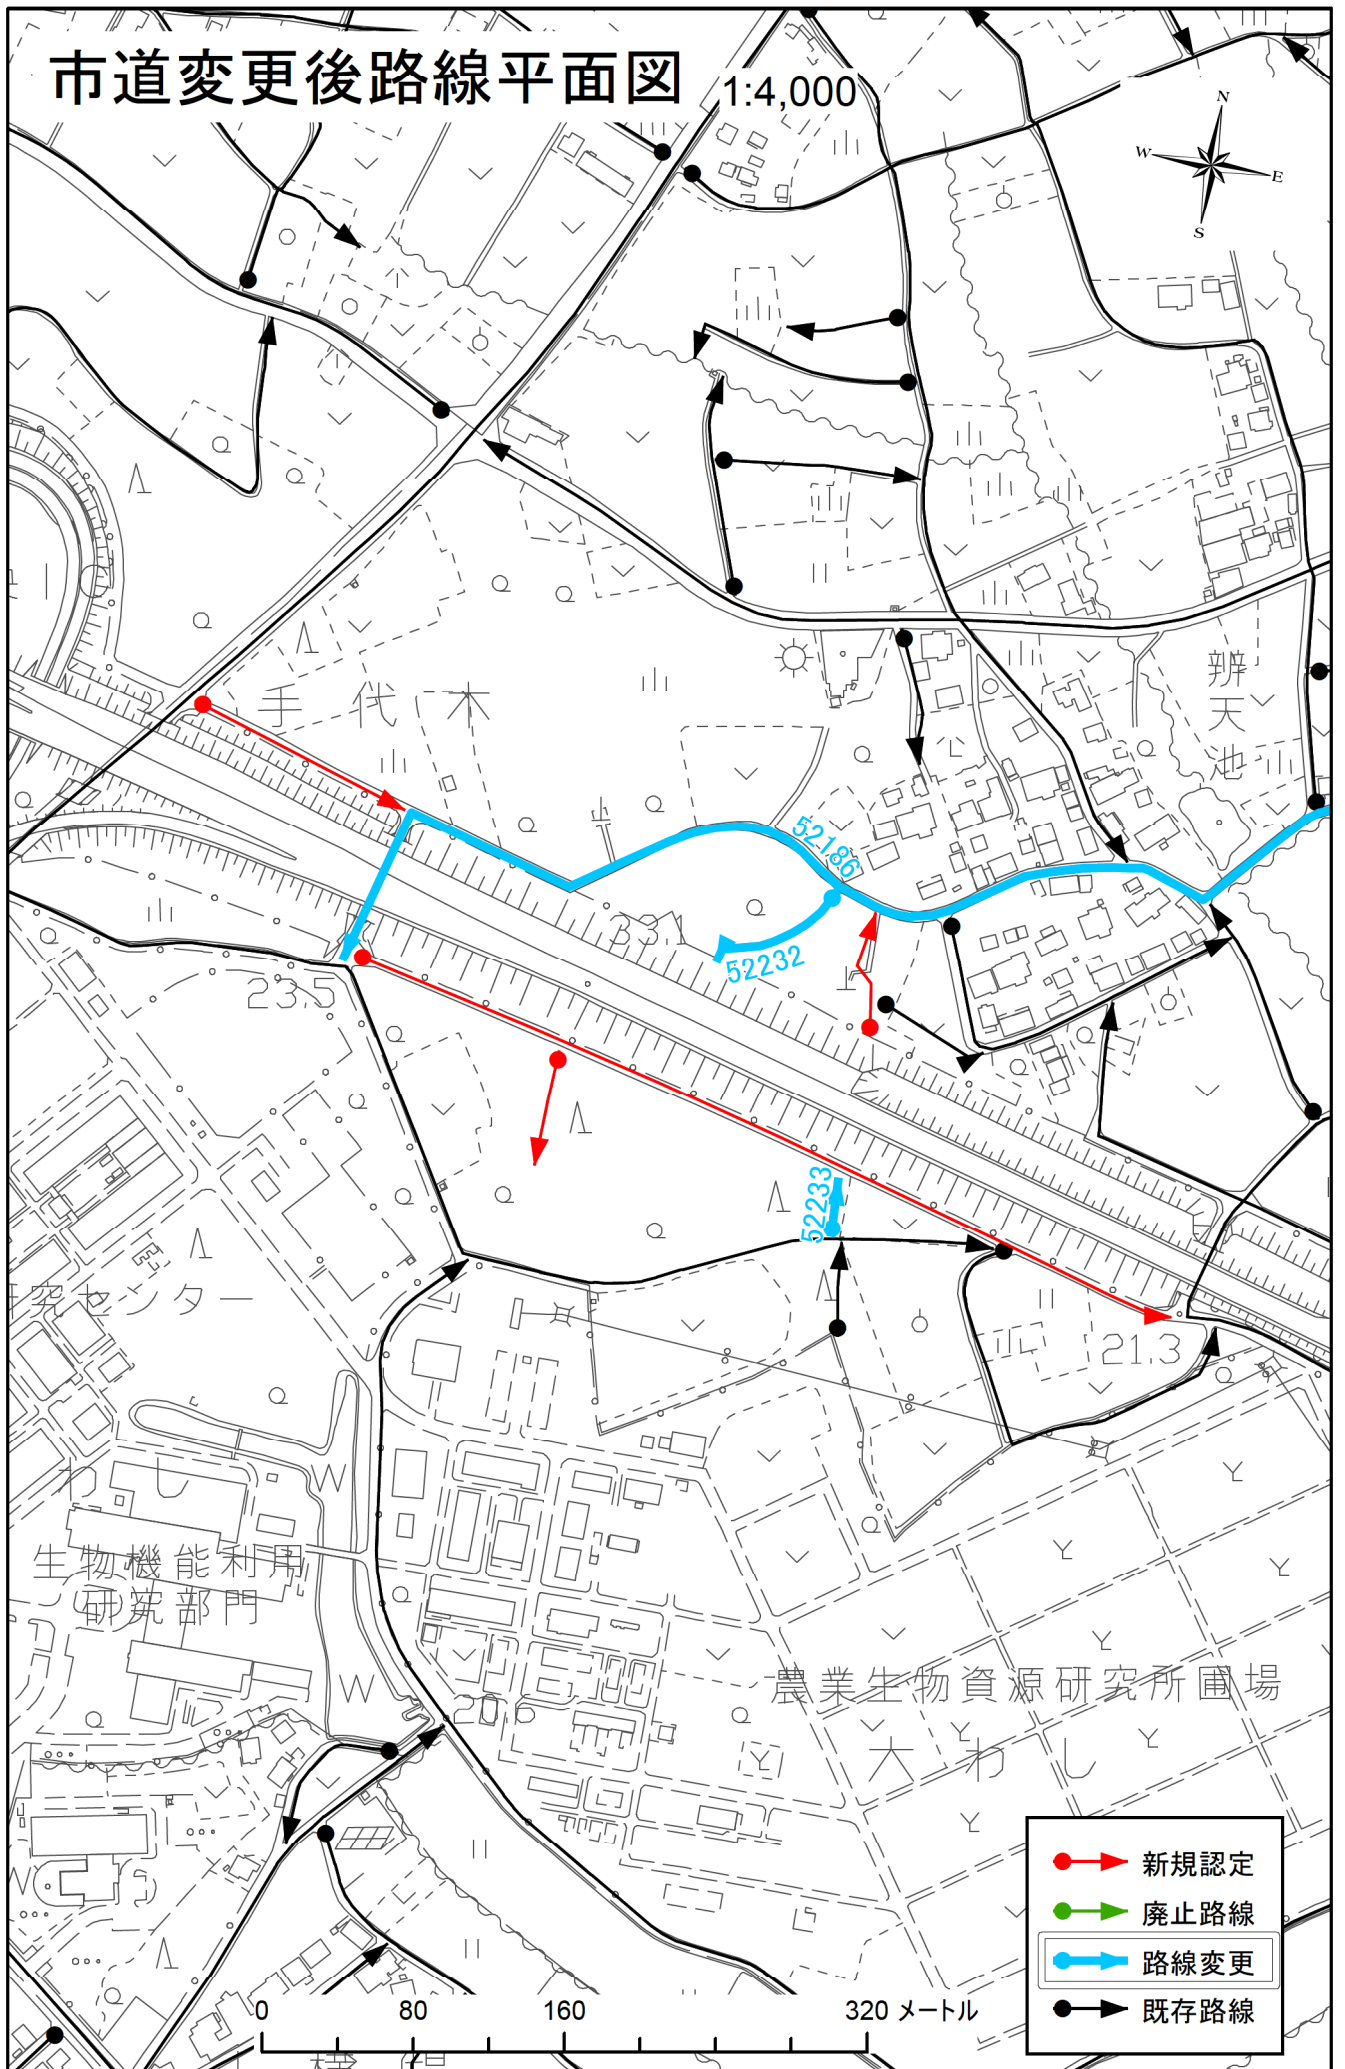 市道変更後路線平面図 1:4,000
N
W
E
S
手代木
辨天池
52186
33.1
52232
23.5
52233
21.3
研究センター
わし
W
生物機能利用
研究部門
農業生物資源研究所圃場
W
20.6
大わし
新規認定
廃止路線
路線変更
既存路線
0 80 160 320 メートル